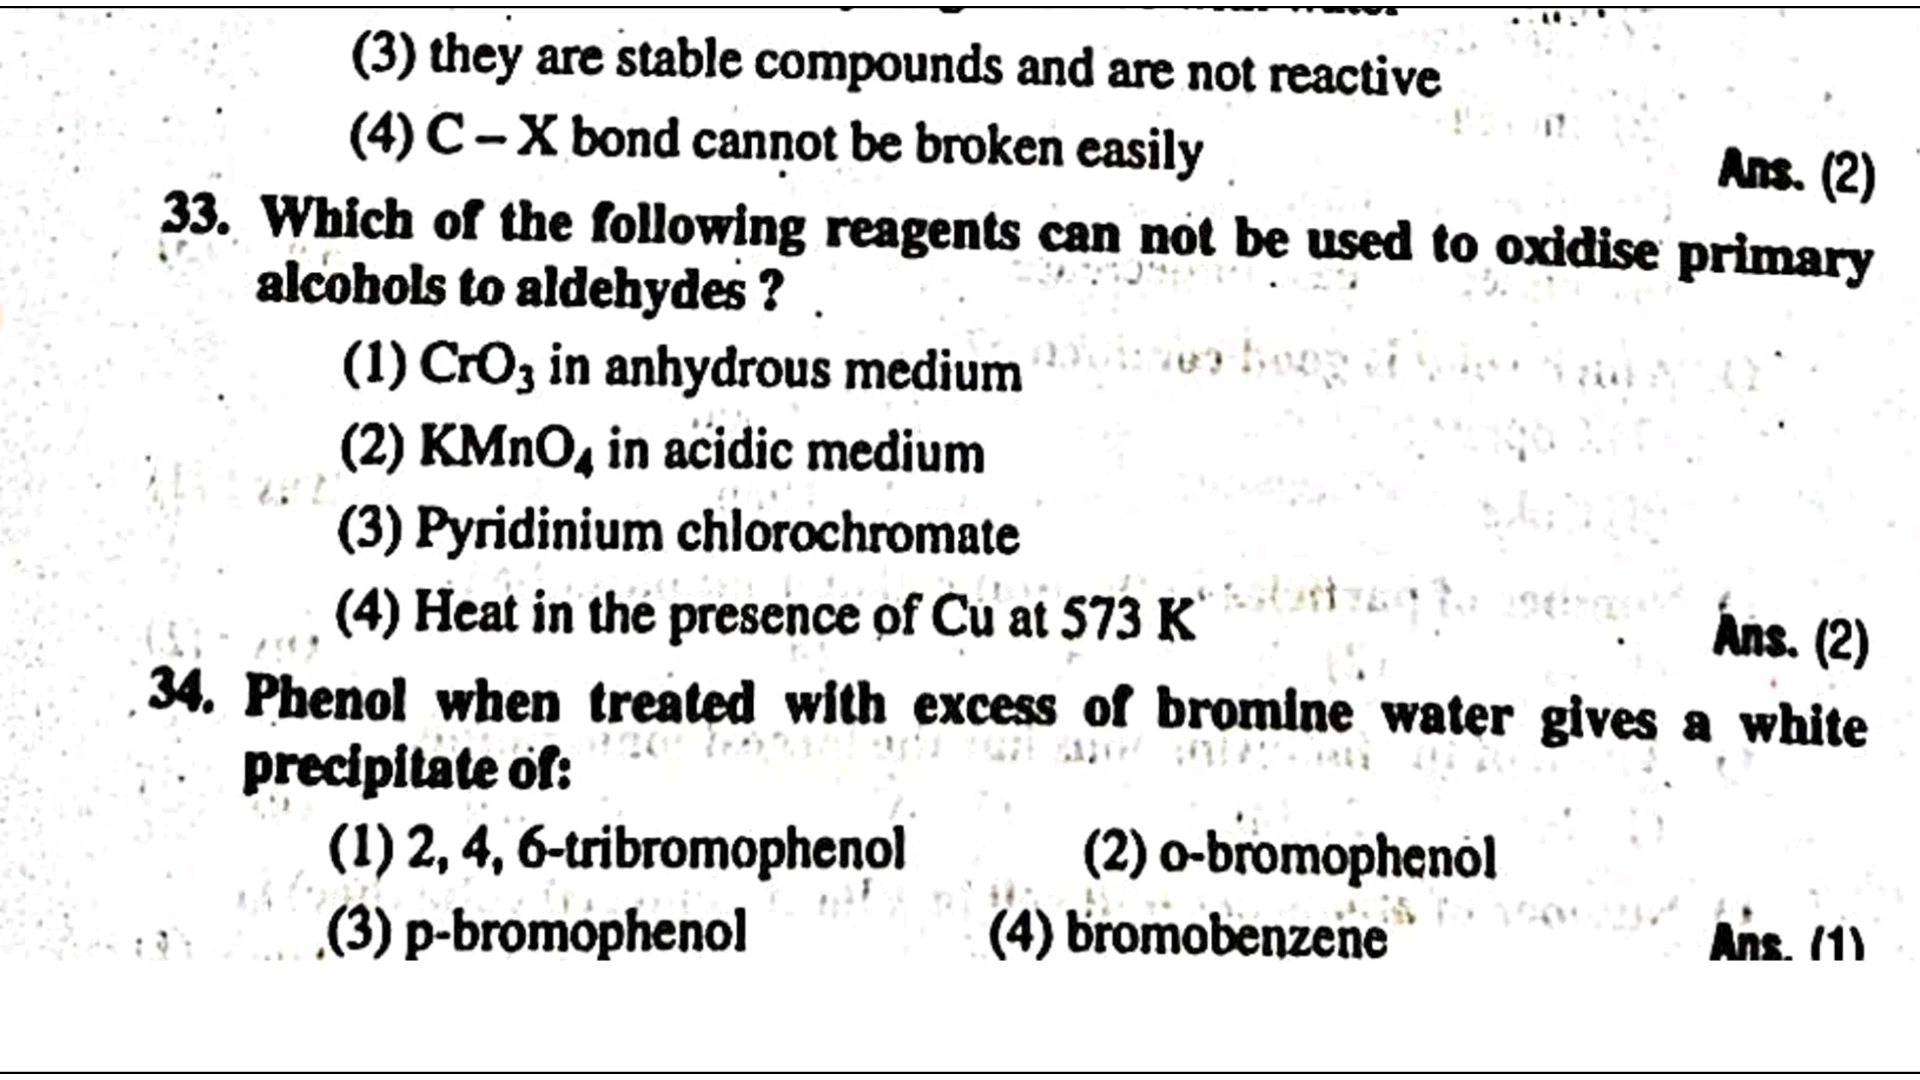 (3) they are stable compounds and are not reactive
(4) C – X bond cannot be broken easily
Ans. (2)
33. Which of the following reagents can not be used to oxidise primary
alcohols to aldehydes ?
(1) CrO₃ in anhydrous medium
(2) KMnO₄ in acidic medium
(3) Pyridinium chlorochromate
(4) Heat in the presence of Cu at 573 K
Ans. (2)
34. Phenol when treated with excess of bromine water gives a white
precipitate of:
(1) 2, 4, 6-tribromophenol (2) o-bromophenol
(3) p-bromophenol (4) bromobenzene Ans. (1)